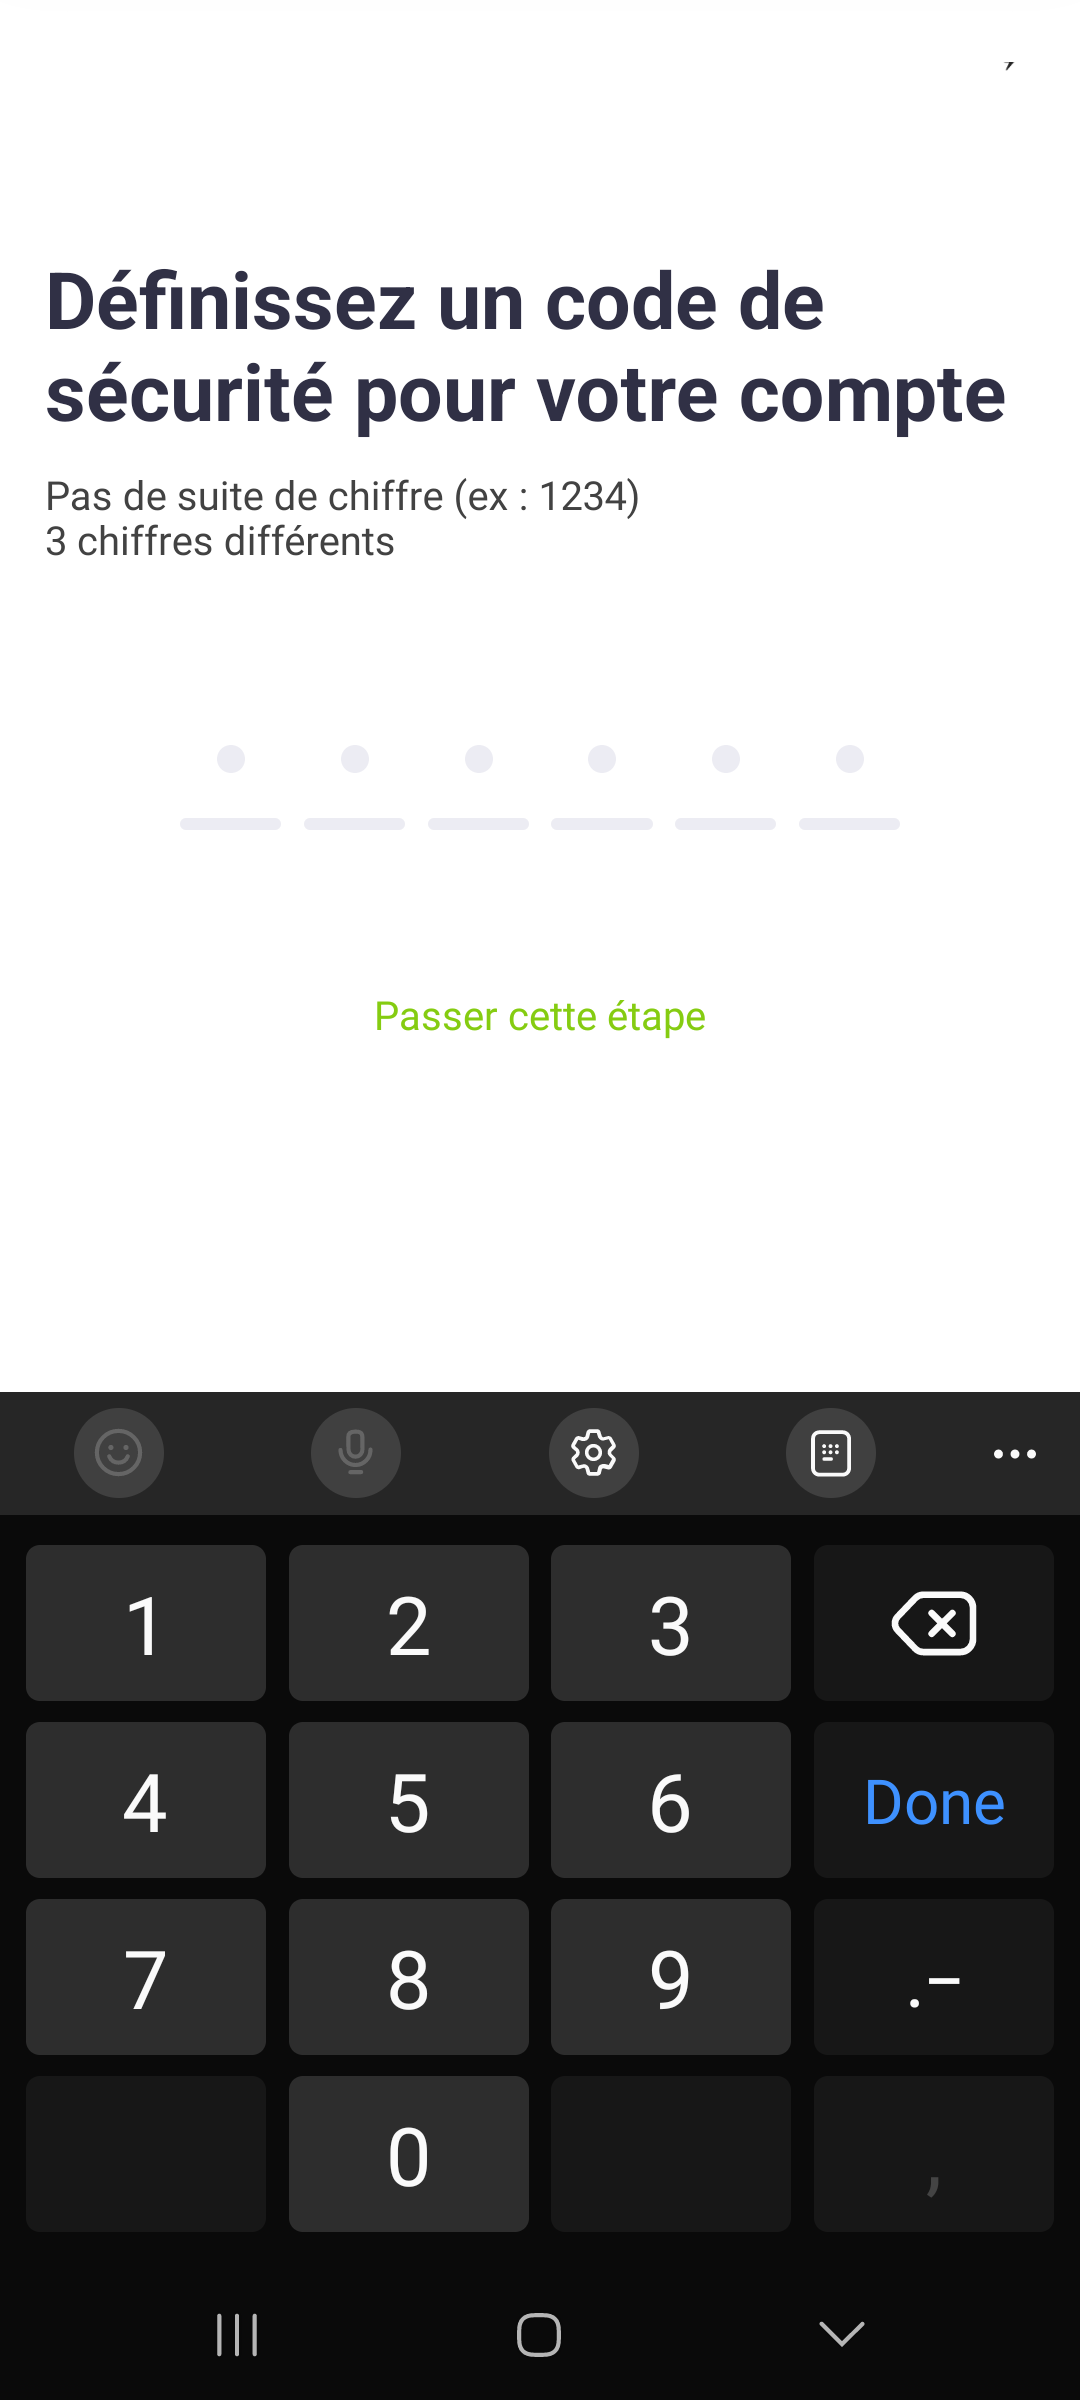 Définissez un code de
sécurité pour votre compte
Pas de suite de chiffre (ex : 1234)
3 chiffres différents
Passer cette étape
1 2 3
4 5 6 Done
7 8 9 .-
0 ,